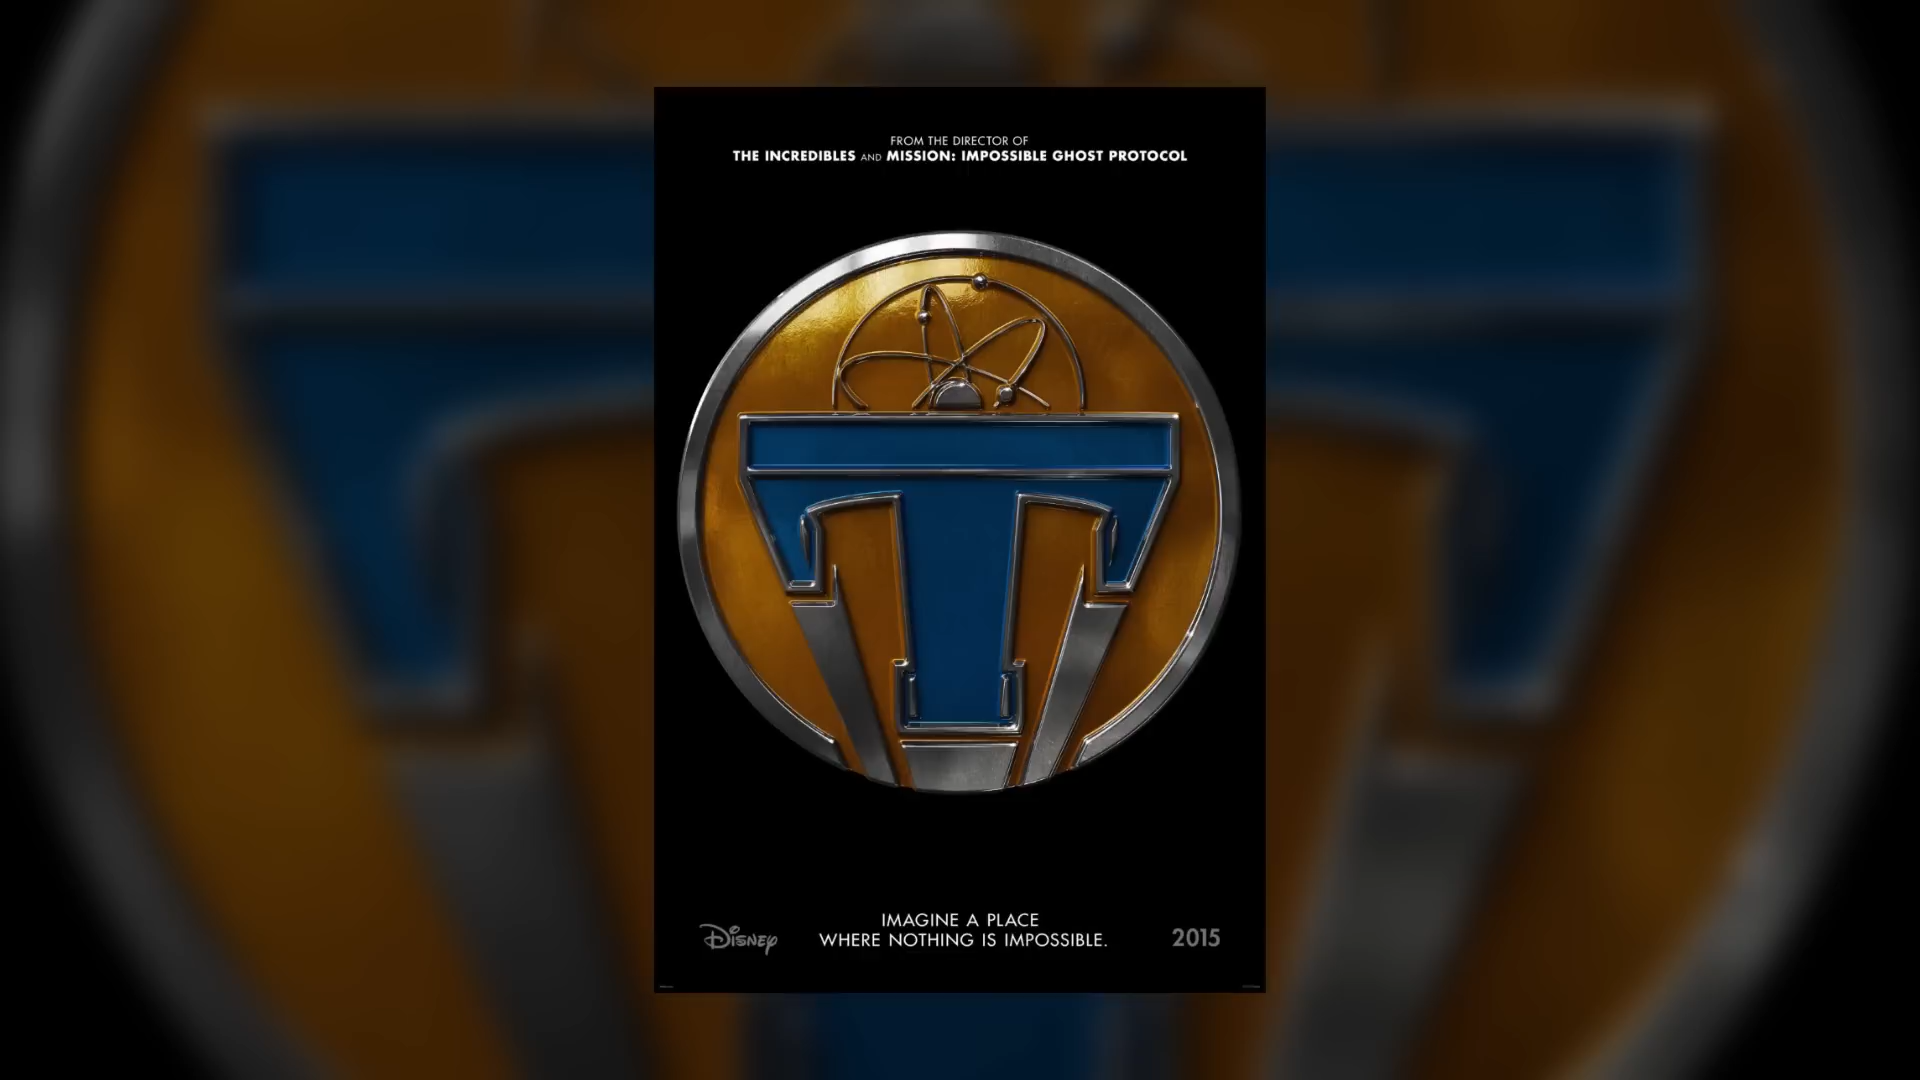 FROM THE DIRECTOR OF
THE INCREDIBLES AND MISSION: IMPOSSIBLE GHOST PROTOCOL
T
IMAGINE A PLACE
WHERE NOTHING IS IMPOSSIBLE.
Disney
2015